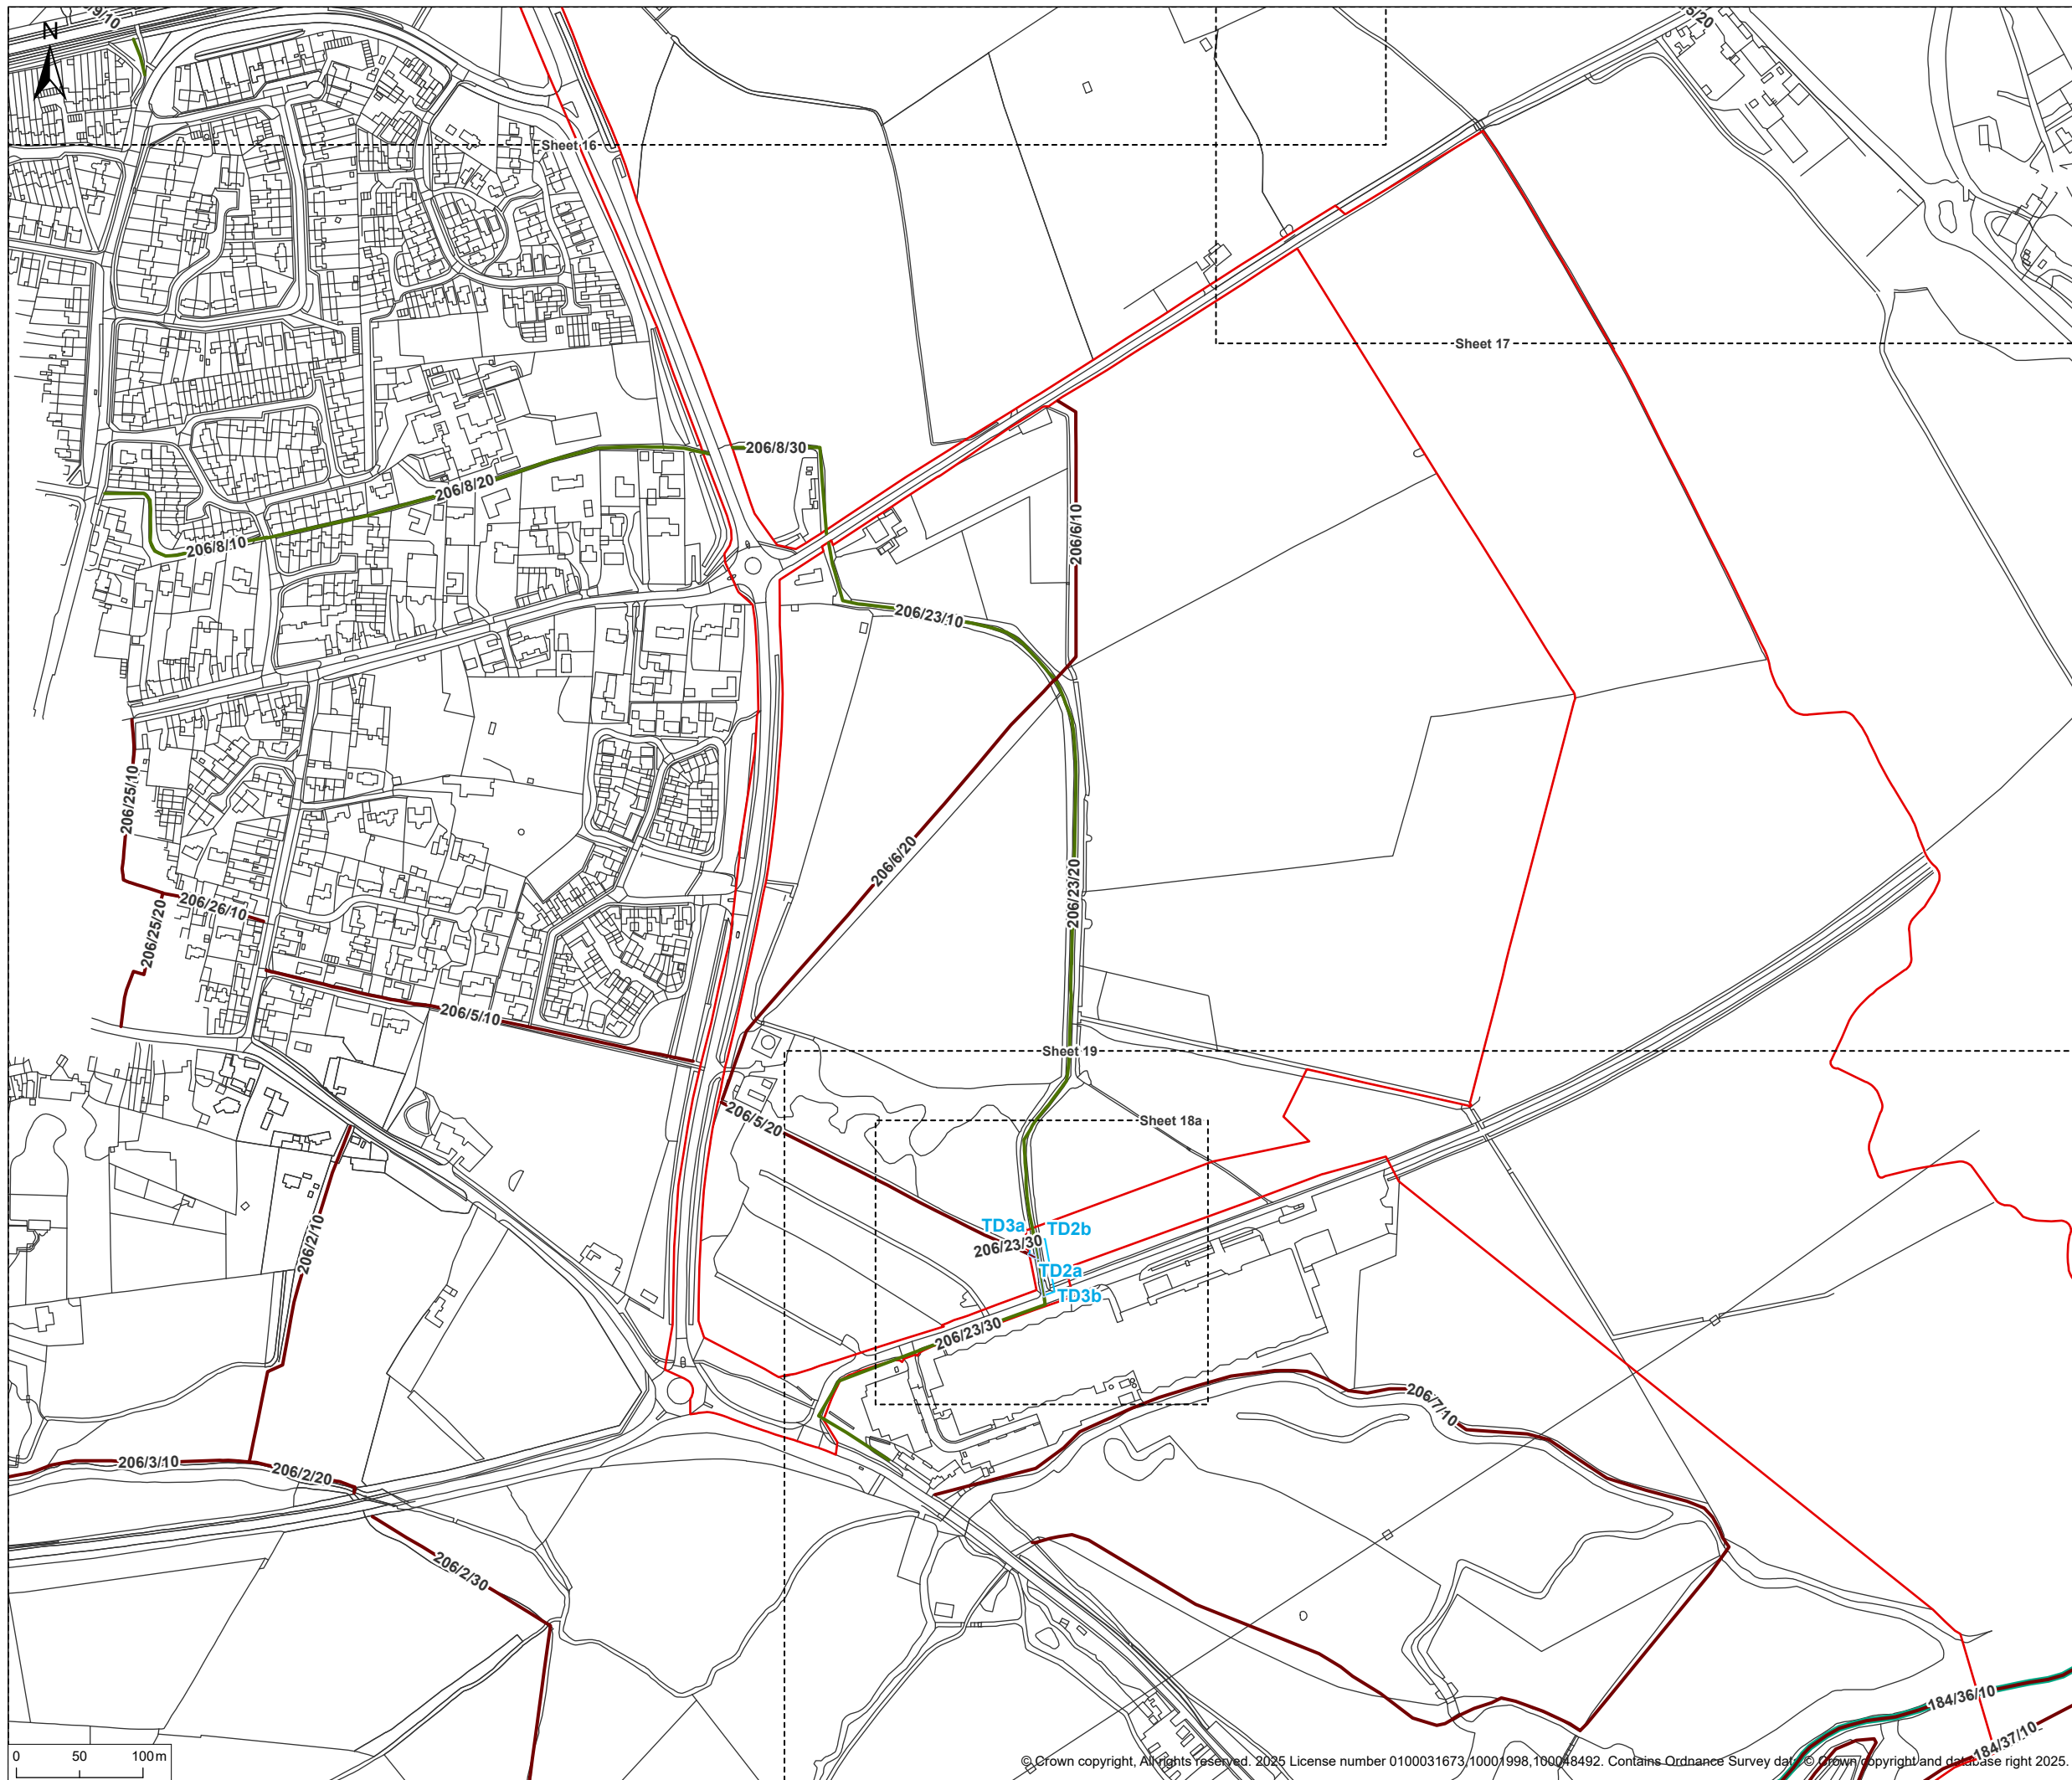 9/10
5/20
N
Sheet 16
Sheet 17
206/8/30
206/8/20
206/8/10
206/6/10
206/23/10
206/25/10
206/6/20
206/23/20
206/26/10
206/25/20
206/5/10
Sheet 19
206/5/20
Sheet 18a
TD3a
TD2b
206/23/30
206/2/10
TD2a
TD3b
206/23/30
206/7/10
206/3/10
206/2/20
206/2/30
184/36/10
184/37/10
0 50 100m
© Crown copyright, All rights reserved. 2025 License number 0100031673,10001998,100048492. Contains Ordnance Survey data © Crown copyright and database right 2025.